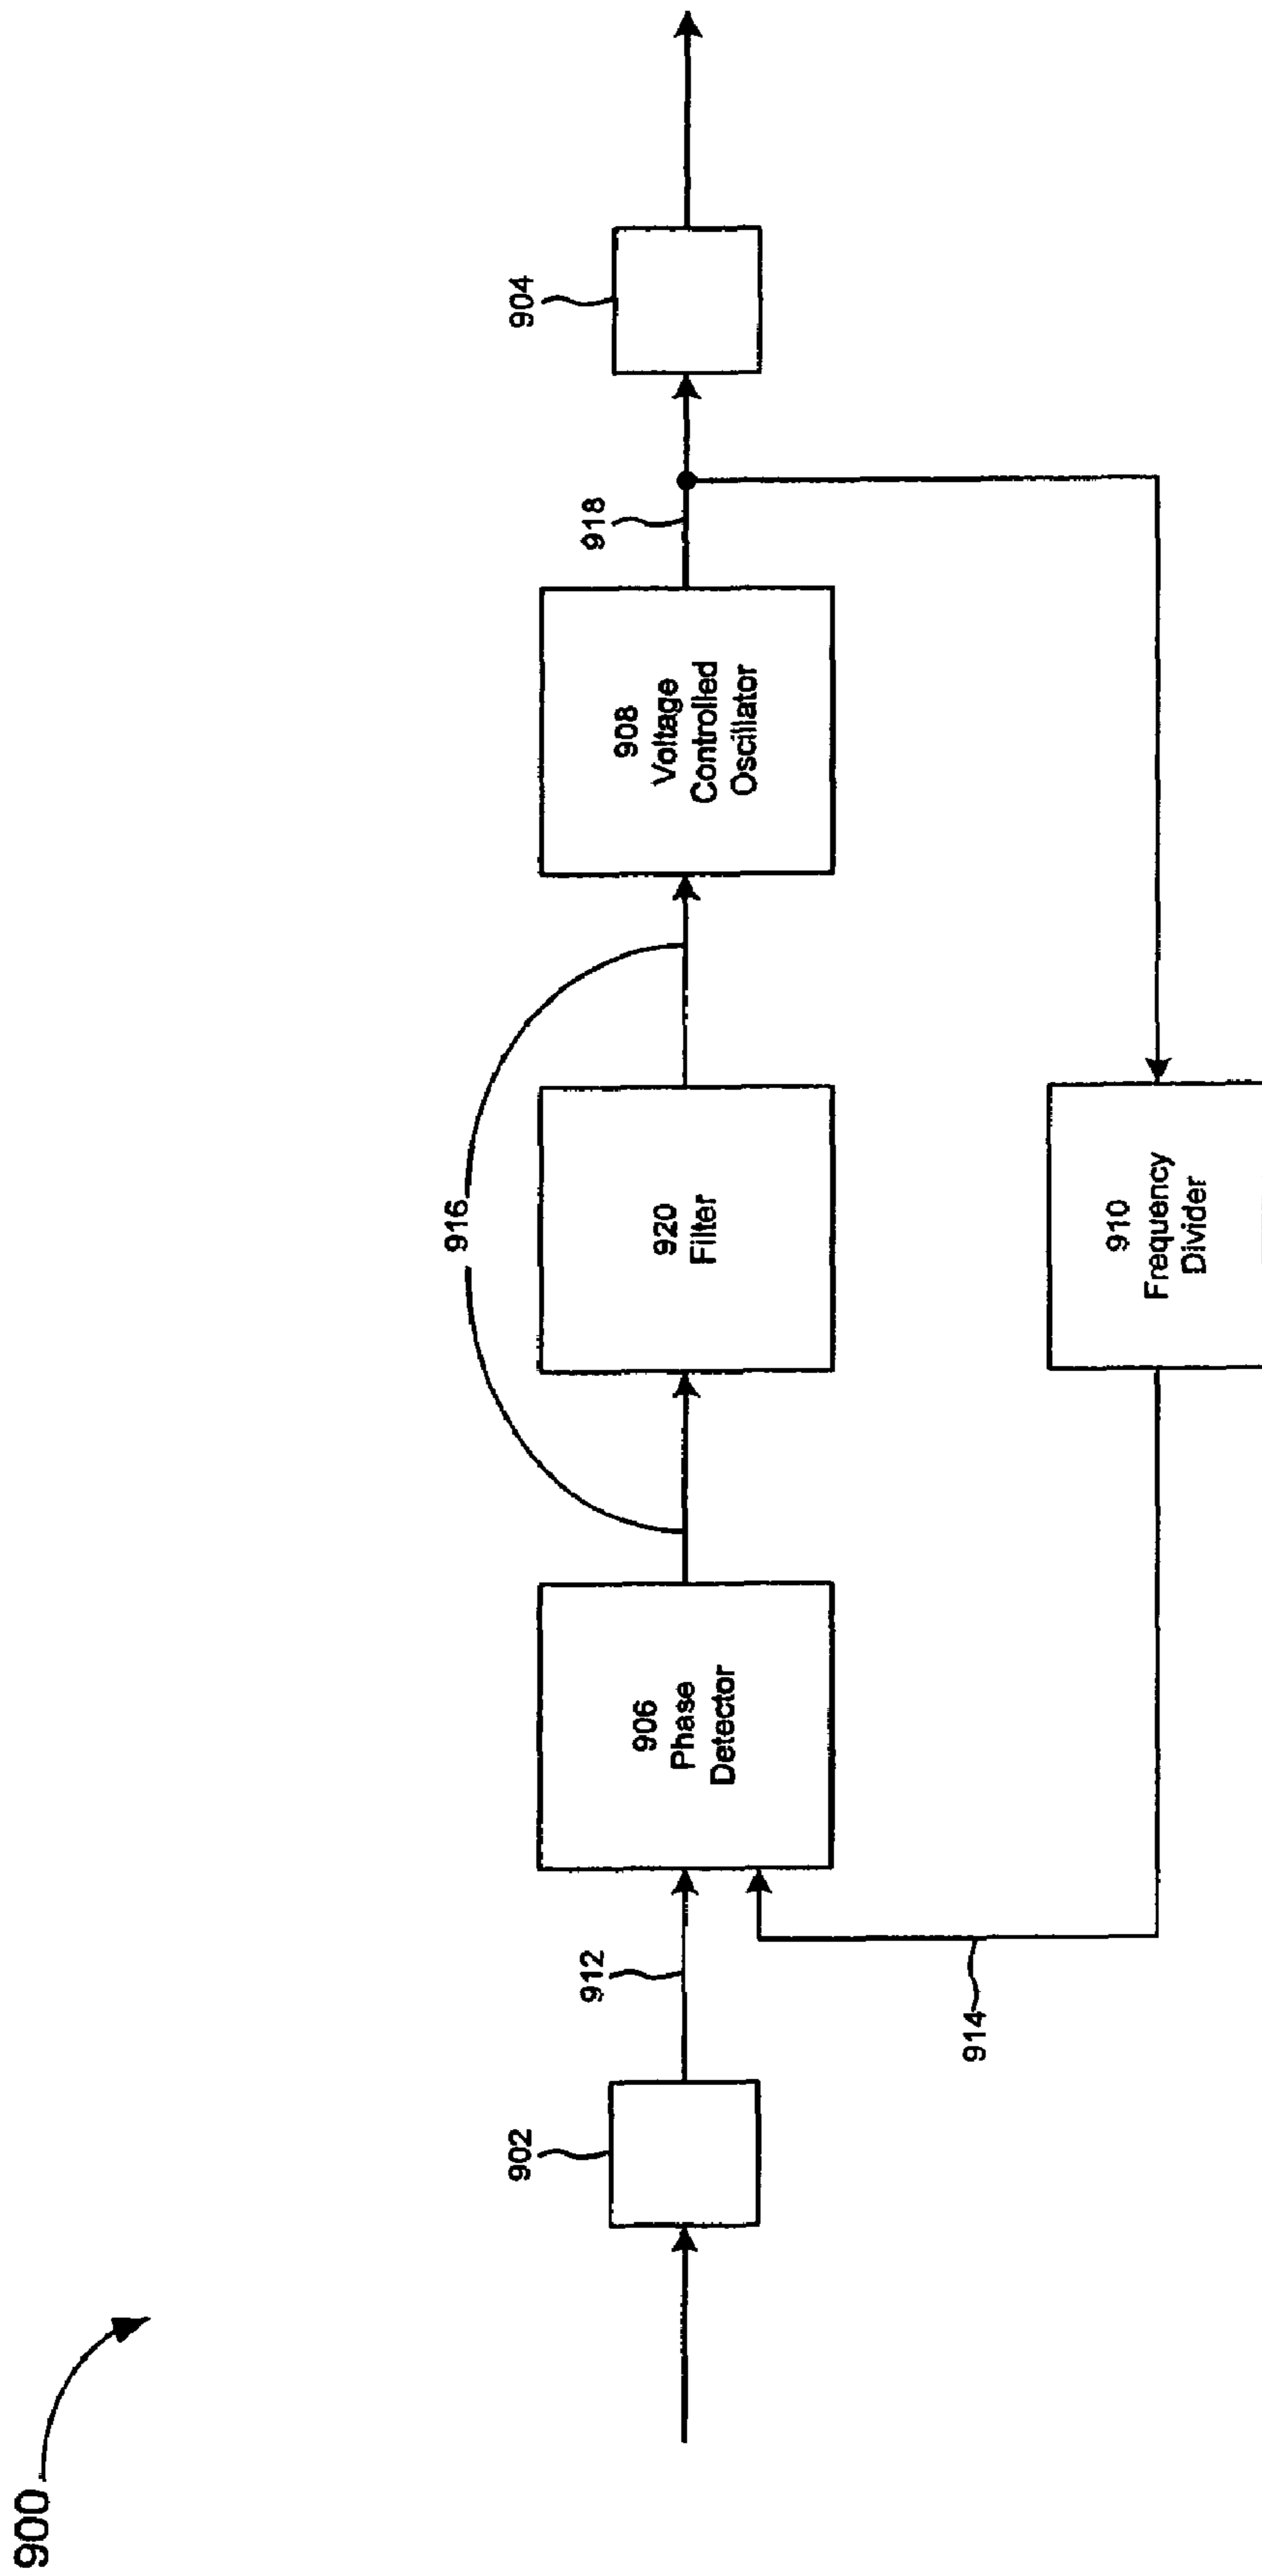 900
902
912
906
Phase
Detector
914
916
920
Filter
910
Frequency
Divider
908
Voltage
Controlled
Oscillator
918
904